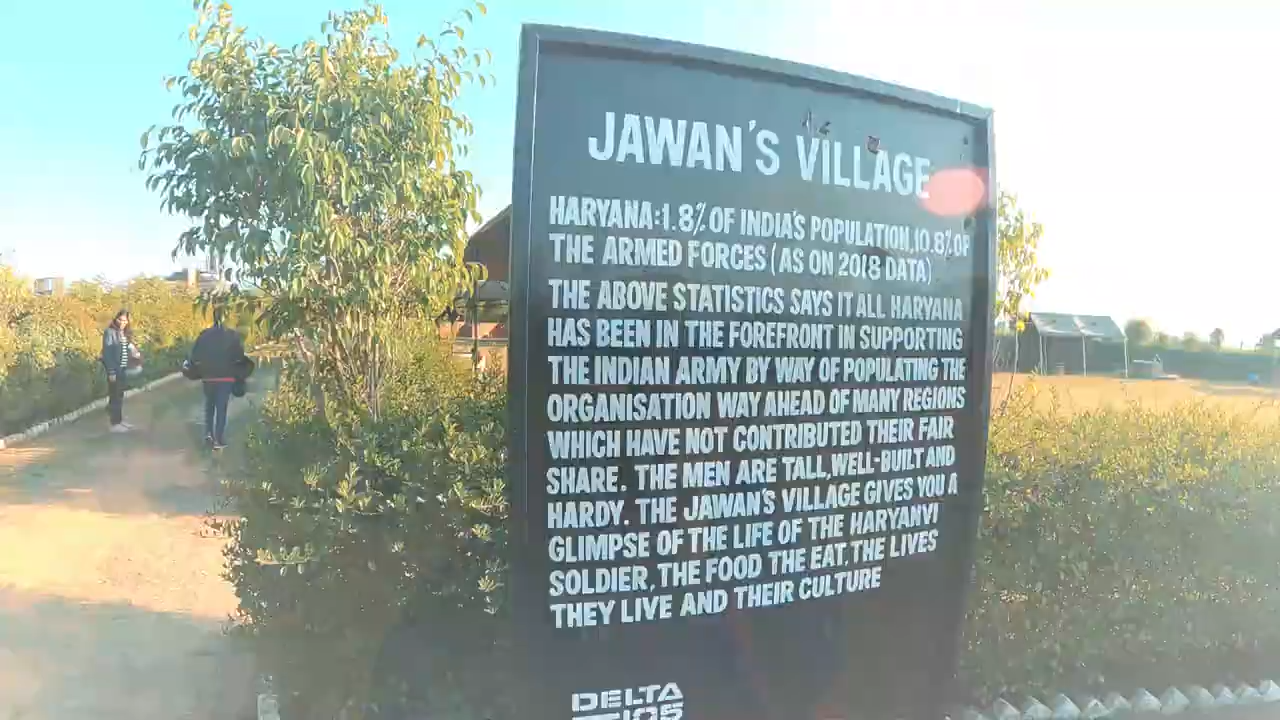 JAWAN'S VILLAGE
HARYANA:1.8% OF INDIA'S POPULATION,10.8% OF
THE ARMED FORCES (AS ON 2018 DATA)
THE ABOVE STATISTICS SAYS IT ALL HARYANA
HAS BEEN IN THE FOREFRONT IN SUPPORTING
THE INDIAN ARMY BY WAY OF POPULATING THE
ORGANISATION WAY AHEAD OF MANY REGIONS
WHICH HAVE NOT CONTRIBUTED THEIR FAIR
SHARE. THE MEN ARE TALL,WELL-BUILT AND
HARDY. THE JAWAN'S VILLAGE GIVES YOU A
GLIMPSE OF THE LIFE OF THE HARYANVI
SOLDIER, THE FOOD THE EAT, THE LIVES
THEY LIVE AND THEIR CULTURE
DELTA
105